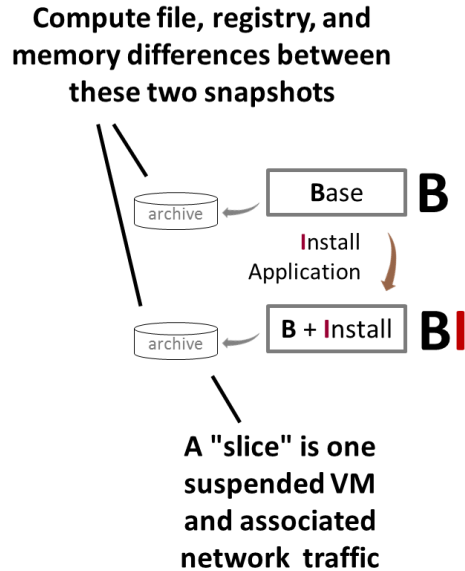 Compute file, registry, and
memory differences between
these two snapshots
Base
B
archive
Install
Application
B + Install
BI
archive
A "slice" is one
suspended VM
and associated
network traffic